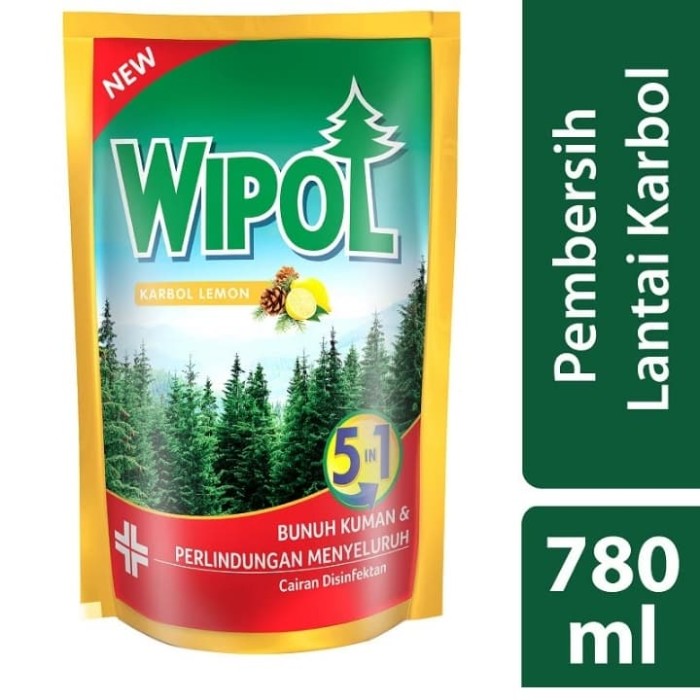 NEW
WIPOL
KARBOL LEMON
5 IN 1
BUNUH KUMAN &
PERLINDUNGAN MENYELURUH
Cairan Disinfektan
Pembersih
Lantai Karbol
780
ml